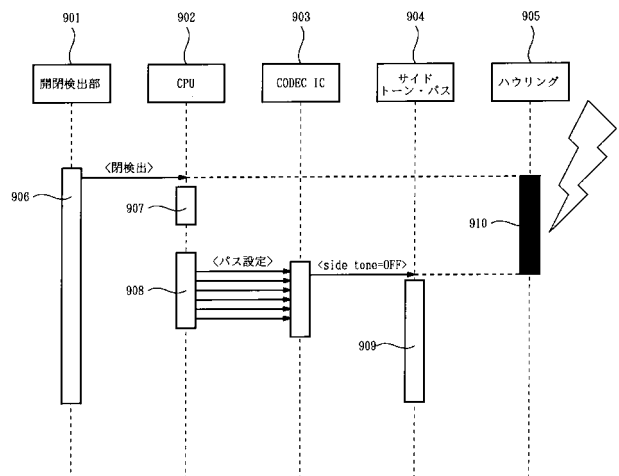 901
902
903
904
905
開閉検出部
CPU
CODEC IC
サイド
トーン・パス
ハウリング
<閉検出>
906
907
910
<パス設定>
<side tone=OFF>
908
909